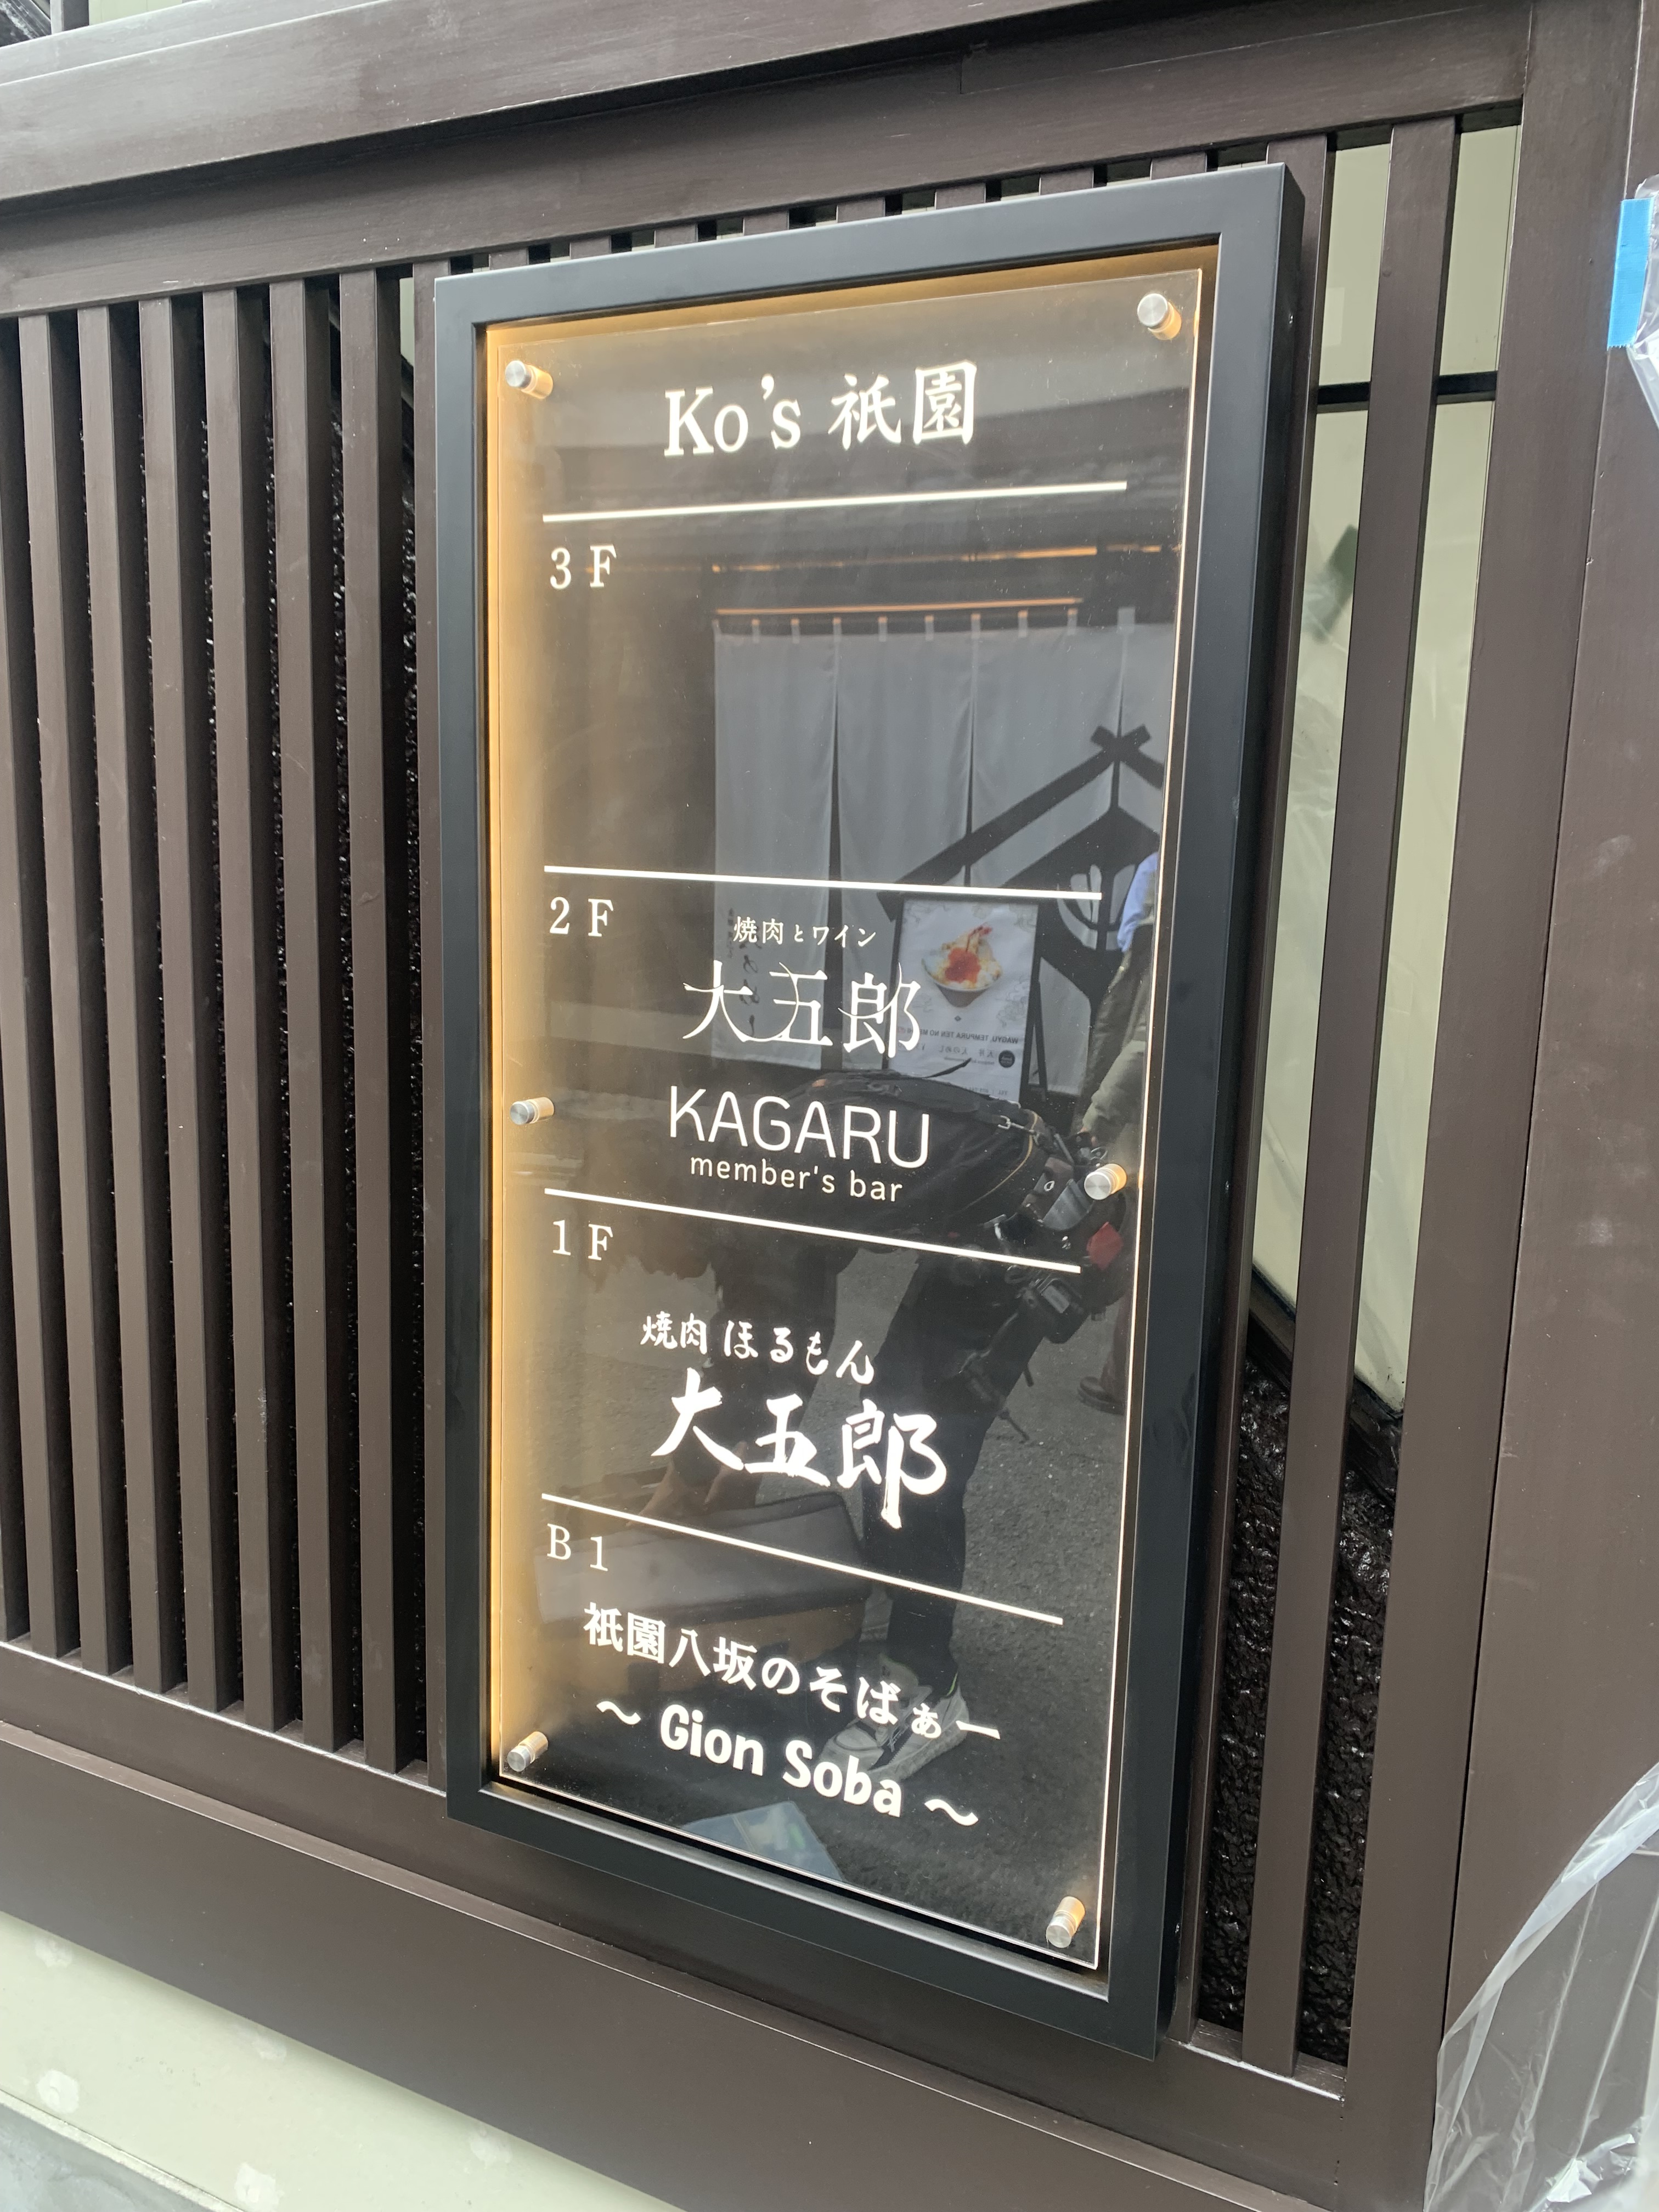 Ko's 祇園
3F
2F
焼肉とワイン
大五郎
KAGARU
member's bar
1F
焼肉 ほるもん
大五郎
B1
祇園八坂のそばぁー
～ Gion Soba ～